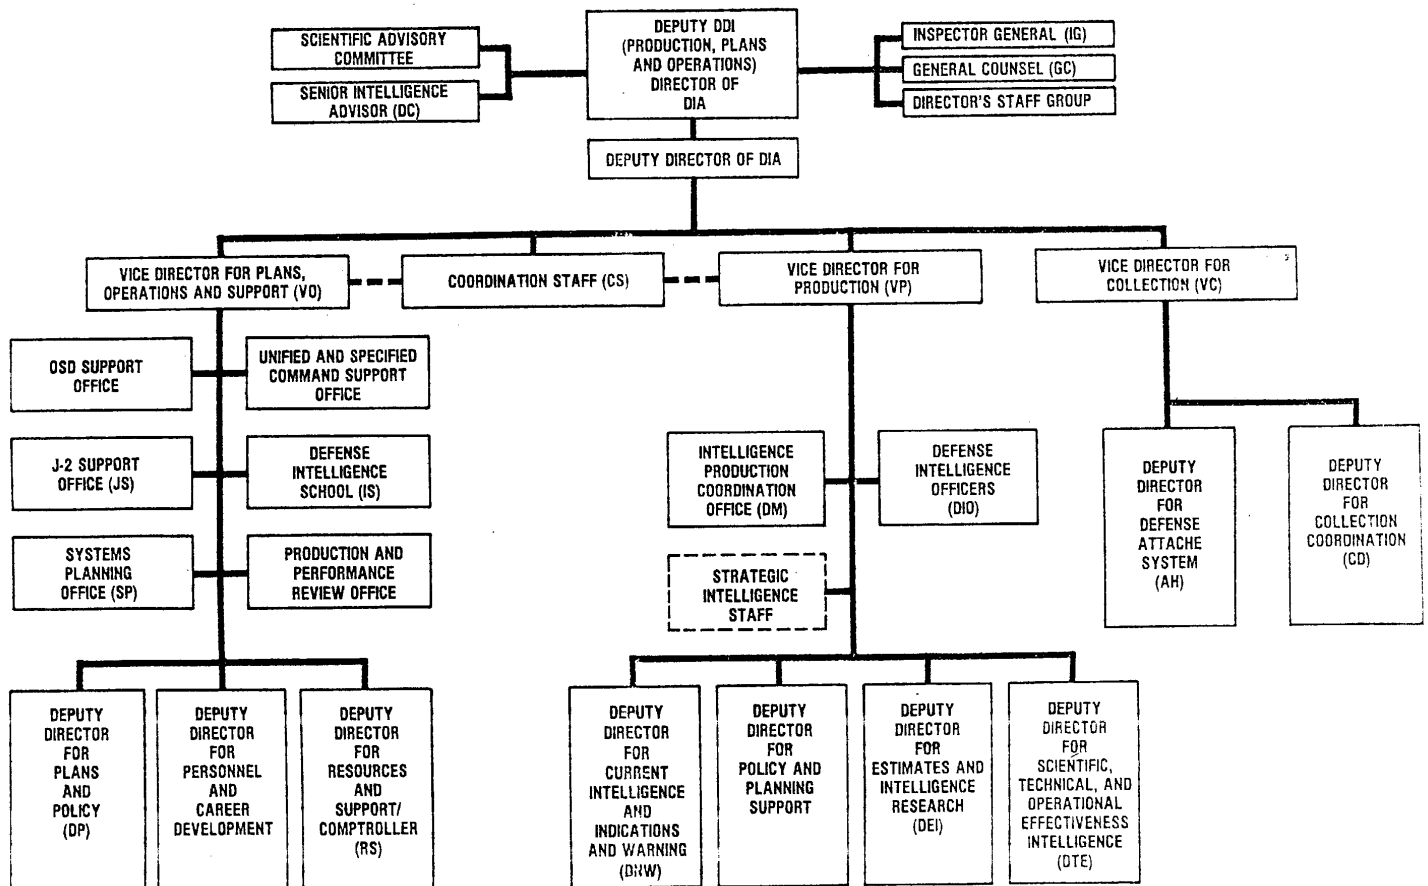 DEPUTY DDI
(PRODUCTION, PLANS
AND OPERATIONS)
DIRECTOR OF
DIA
SCIENTIFIC ADVISORY
COMMITTEE
SENIOR INTELLIGENCE
ADVISOR (DC)
INSPECTOR GENERAL (IG)
GENERAL COUNSEL (GC)
DIRECTOR'S STAFF GROUP
DEPUTY DIRECTOR OF DIA
VICE DIRECTOR FOR PLANS,
OPERATIONS AND SUPPORT (VO)
COORDINATION STAFF (CS)
VICE DIRECTOR FOR
PRODUCTION (VP)
VICE DIRECTOR FOR
COLLECTION (VC)
OSD SUPPORT
OFFICE
UNIFIED AND SPECIFIED
COMMAND SUPPORT
OFFICE
J-2 SUPPORT
OFFICE (JS)
DEFENSE
INTELLIGENCE
SCHOOL (IS)
SYSTEMS
PLANNING
OFFICE (SP)
PRODUCTION AND
PERFORMANCE
REVIEW OFFICE
INTELLIGENCE
PRODUCTION
COORDINATION
OFFICE (DM)
DEFENSE
INTELLIGENCE
OFFICERS
(DIO)
STRATEGIC
INTELLIGENCE
STAFF
DEPUTY
DIRECTOR
FOR
DEFENSE
ATTACHE
SYSTEM
(AH)
DEPUTY
DIRECTOR
FOR
COLLECTION
COORDINATION
(CD)
DEPUTY
DIRECTOR
FOR
PLANS
AND
POLICY
(DP)
DEPUTY
DIRECTOR
FOR
PERSONNEL
AND
CAREER
DEVELOPMENT
DEPUTY
DIRECTOR
FOR
RESOURCES
AND
SUPPORT/
COMPTROLLER
(RS)
DEPUTY
DIRECTOR
FOR
CURRENT
INTELLIGENCE
AND
INDICATIONS
AND WARNING
DEPUTY
DIRECTOR
FOR
POLICY AND
PLANNING
SUPPORT
DEPUTY
DIRECTOR
FOR
ESTIMATES AND
INTELLIGENCE
RESEARCH
(DEI)
DEPUTY
DIRECTOR
FOR
SCIENTIFIC,
TECHNICAL, AND
OPERATIONAL
EFFECTIVENESS
INTELLIGENCE
(DTE)